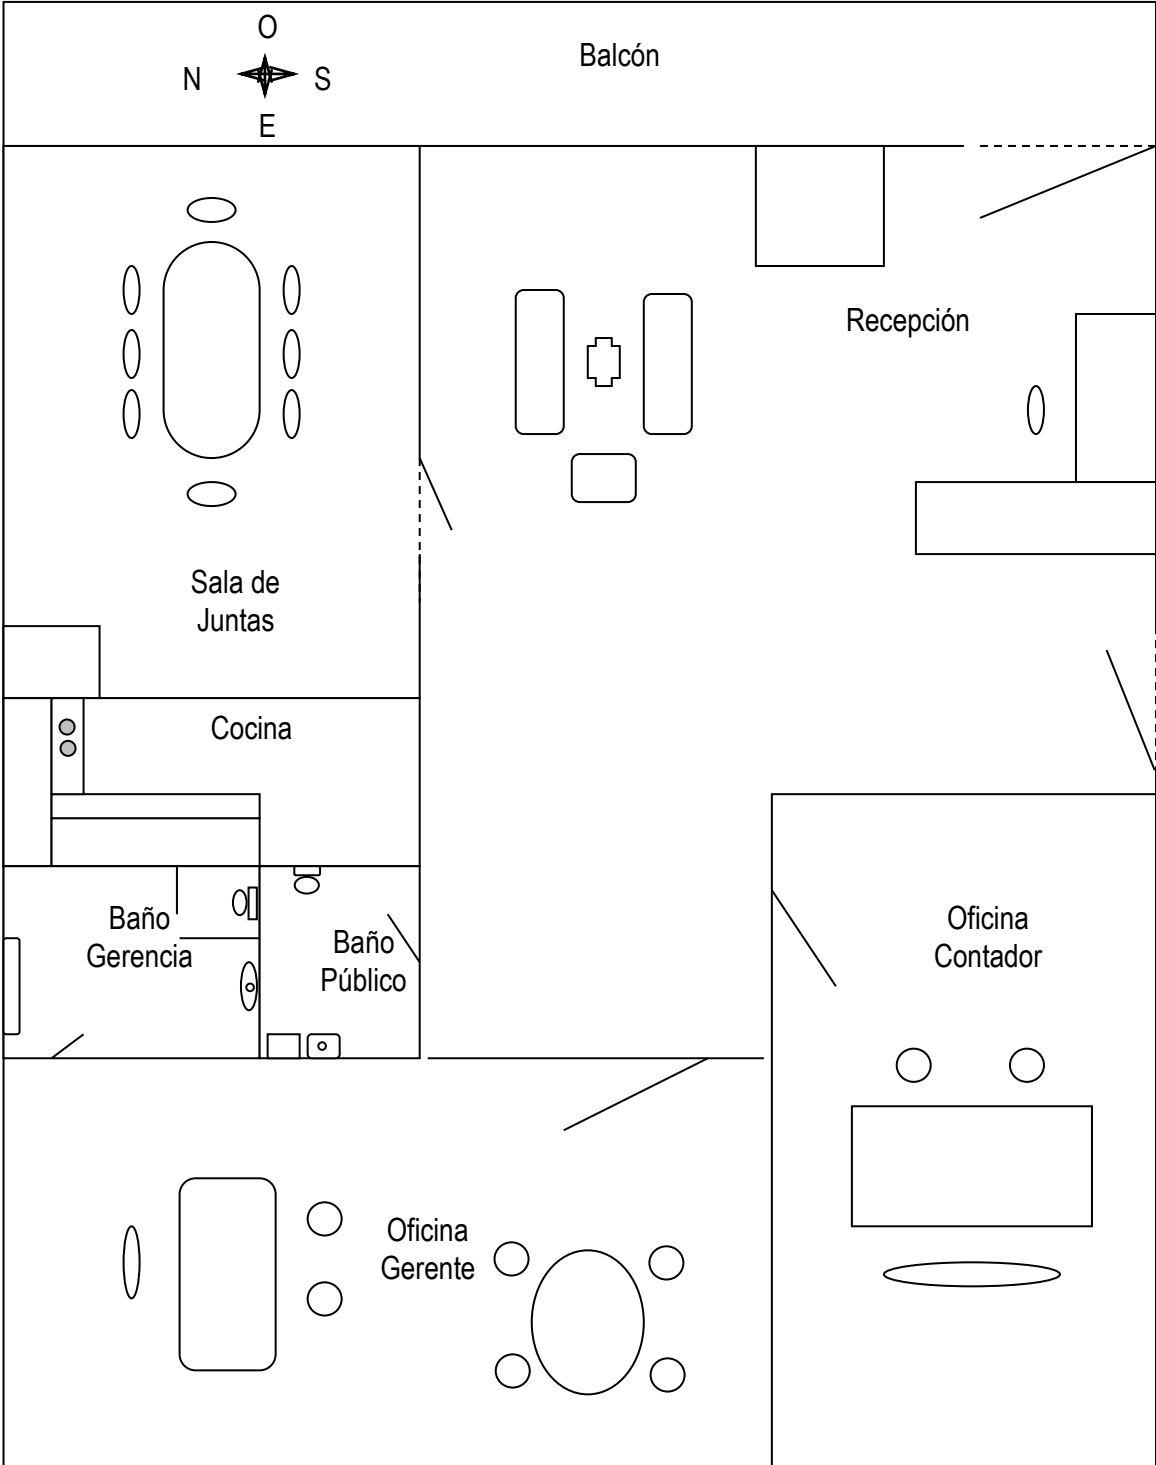 O
Balcón
N
S
E
Recepción
Sala de
Juntas
Cocina
Baño
Gerencia
Baño
Público
Oficina
Contador
Oficina
Gerente